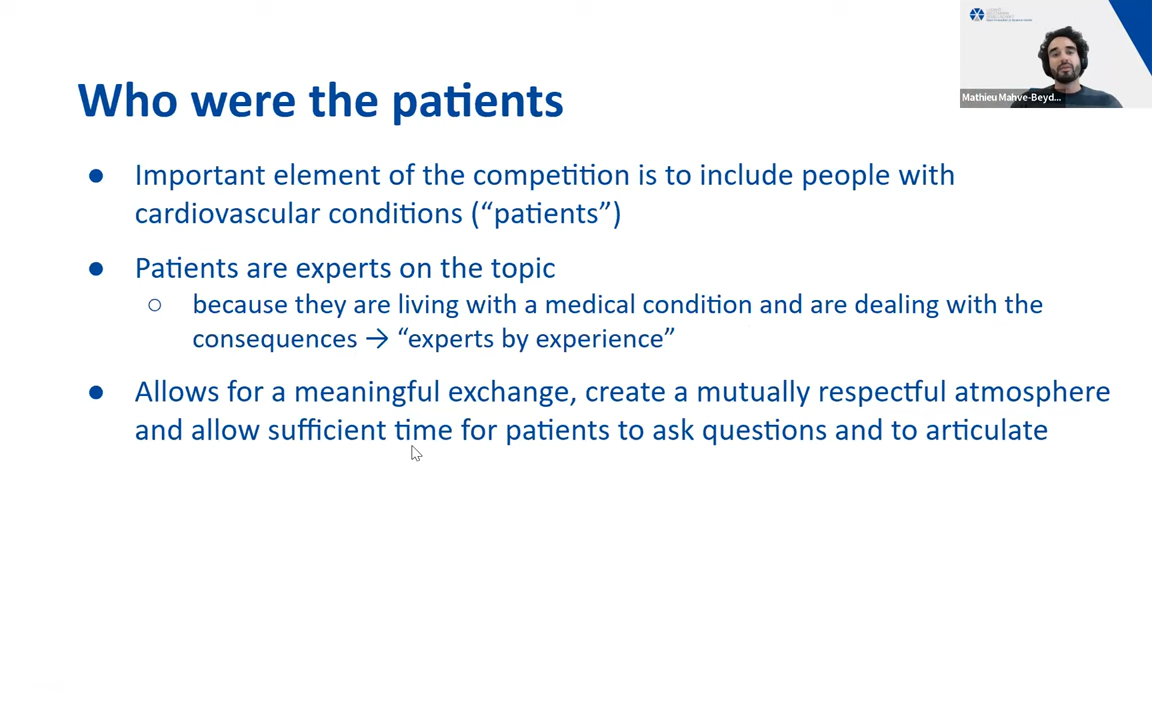 Who were the patients
● Important element of the competition is to include people with
cardiovascular conditions (“patients”)
● Patients are experts on the topic
○ because they are living with a medical condition and are dealing with the
consequences → “experts by experience”
● Allows for a meaningful exchange, create a mutually respectful atmosphere
and allow sufficient time for patients to ask questions and to articulate
Mathieu Mahve-Beyd...